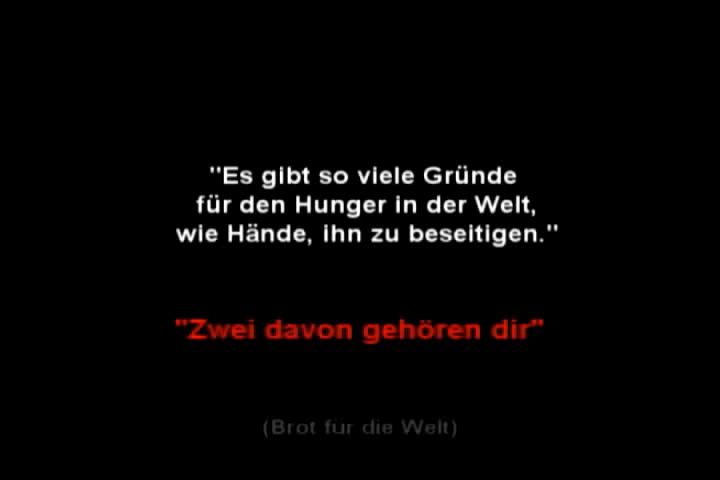 "Es gibt so viele Gründe
für den Hunger in der Welt,
wie Hände, ihn zu beseitigen."
"Zwei davon gehören dir"
(Brot für die Welt)